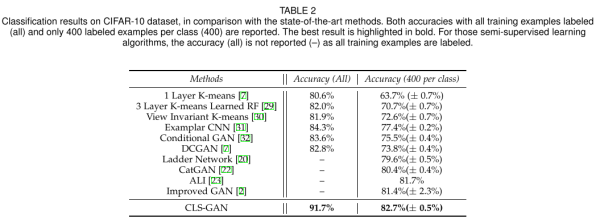 TABLE 2
Classification results on CIFAR-10 dataset, in comparison with the state-of-the-art methods. Both accuracies with all training examples labeled
(all) and only 400 labeled examples per class (400) are reported. The best result is highlighted in bold. For those semi-supervised learning
algorithms, the accuracy (all) is not reported (–) as all training examples are labeled.
Methods Accuracy (All) Accuracy (400 per class)
1 Layer K-means [7] 80.6% 63.7% (± 0.7%)
3 Layer K-means Learned RF [29] 82.0% 70.7%(± 0.7%)
View Invariant K-means [30] 81.9% 72.6%(± 0.7%)
Examplar CNN [31] 84.3% 77.4%(± 0.2%)
Conditional GAN [32] 83.6% 75.5%(± 0.4%)
DCGAN [7] 82.8% 73.8%(± 0.4%)
Ladder Network [20] – 79.6%(± 0.5%)
CatGAN [22] – 80.4%(± 0.4%)
ALI [23] – 81.7%
Improved GAN [2] – 81.4%(± 2.3%)
CLS-GAN 91.7% 82.7%(± 0.5%)